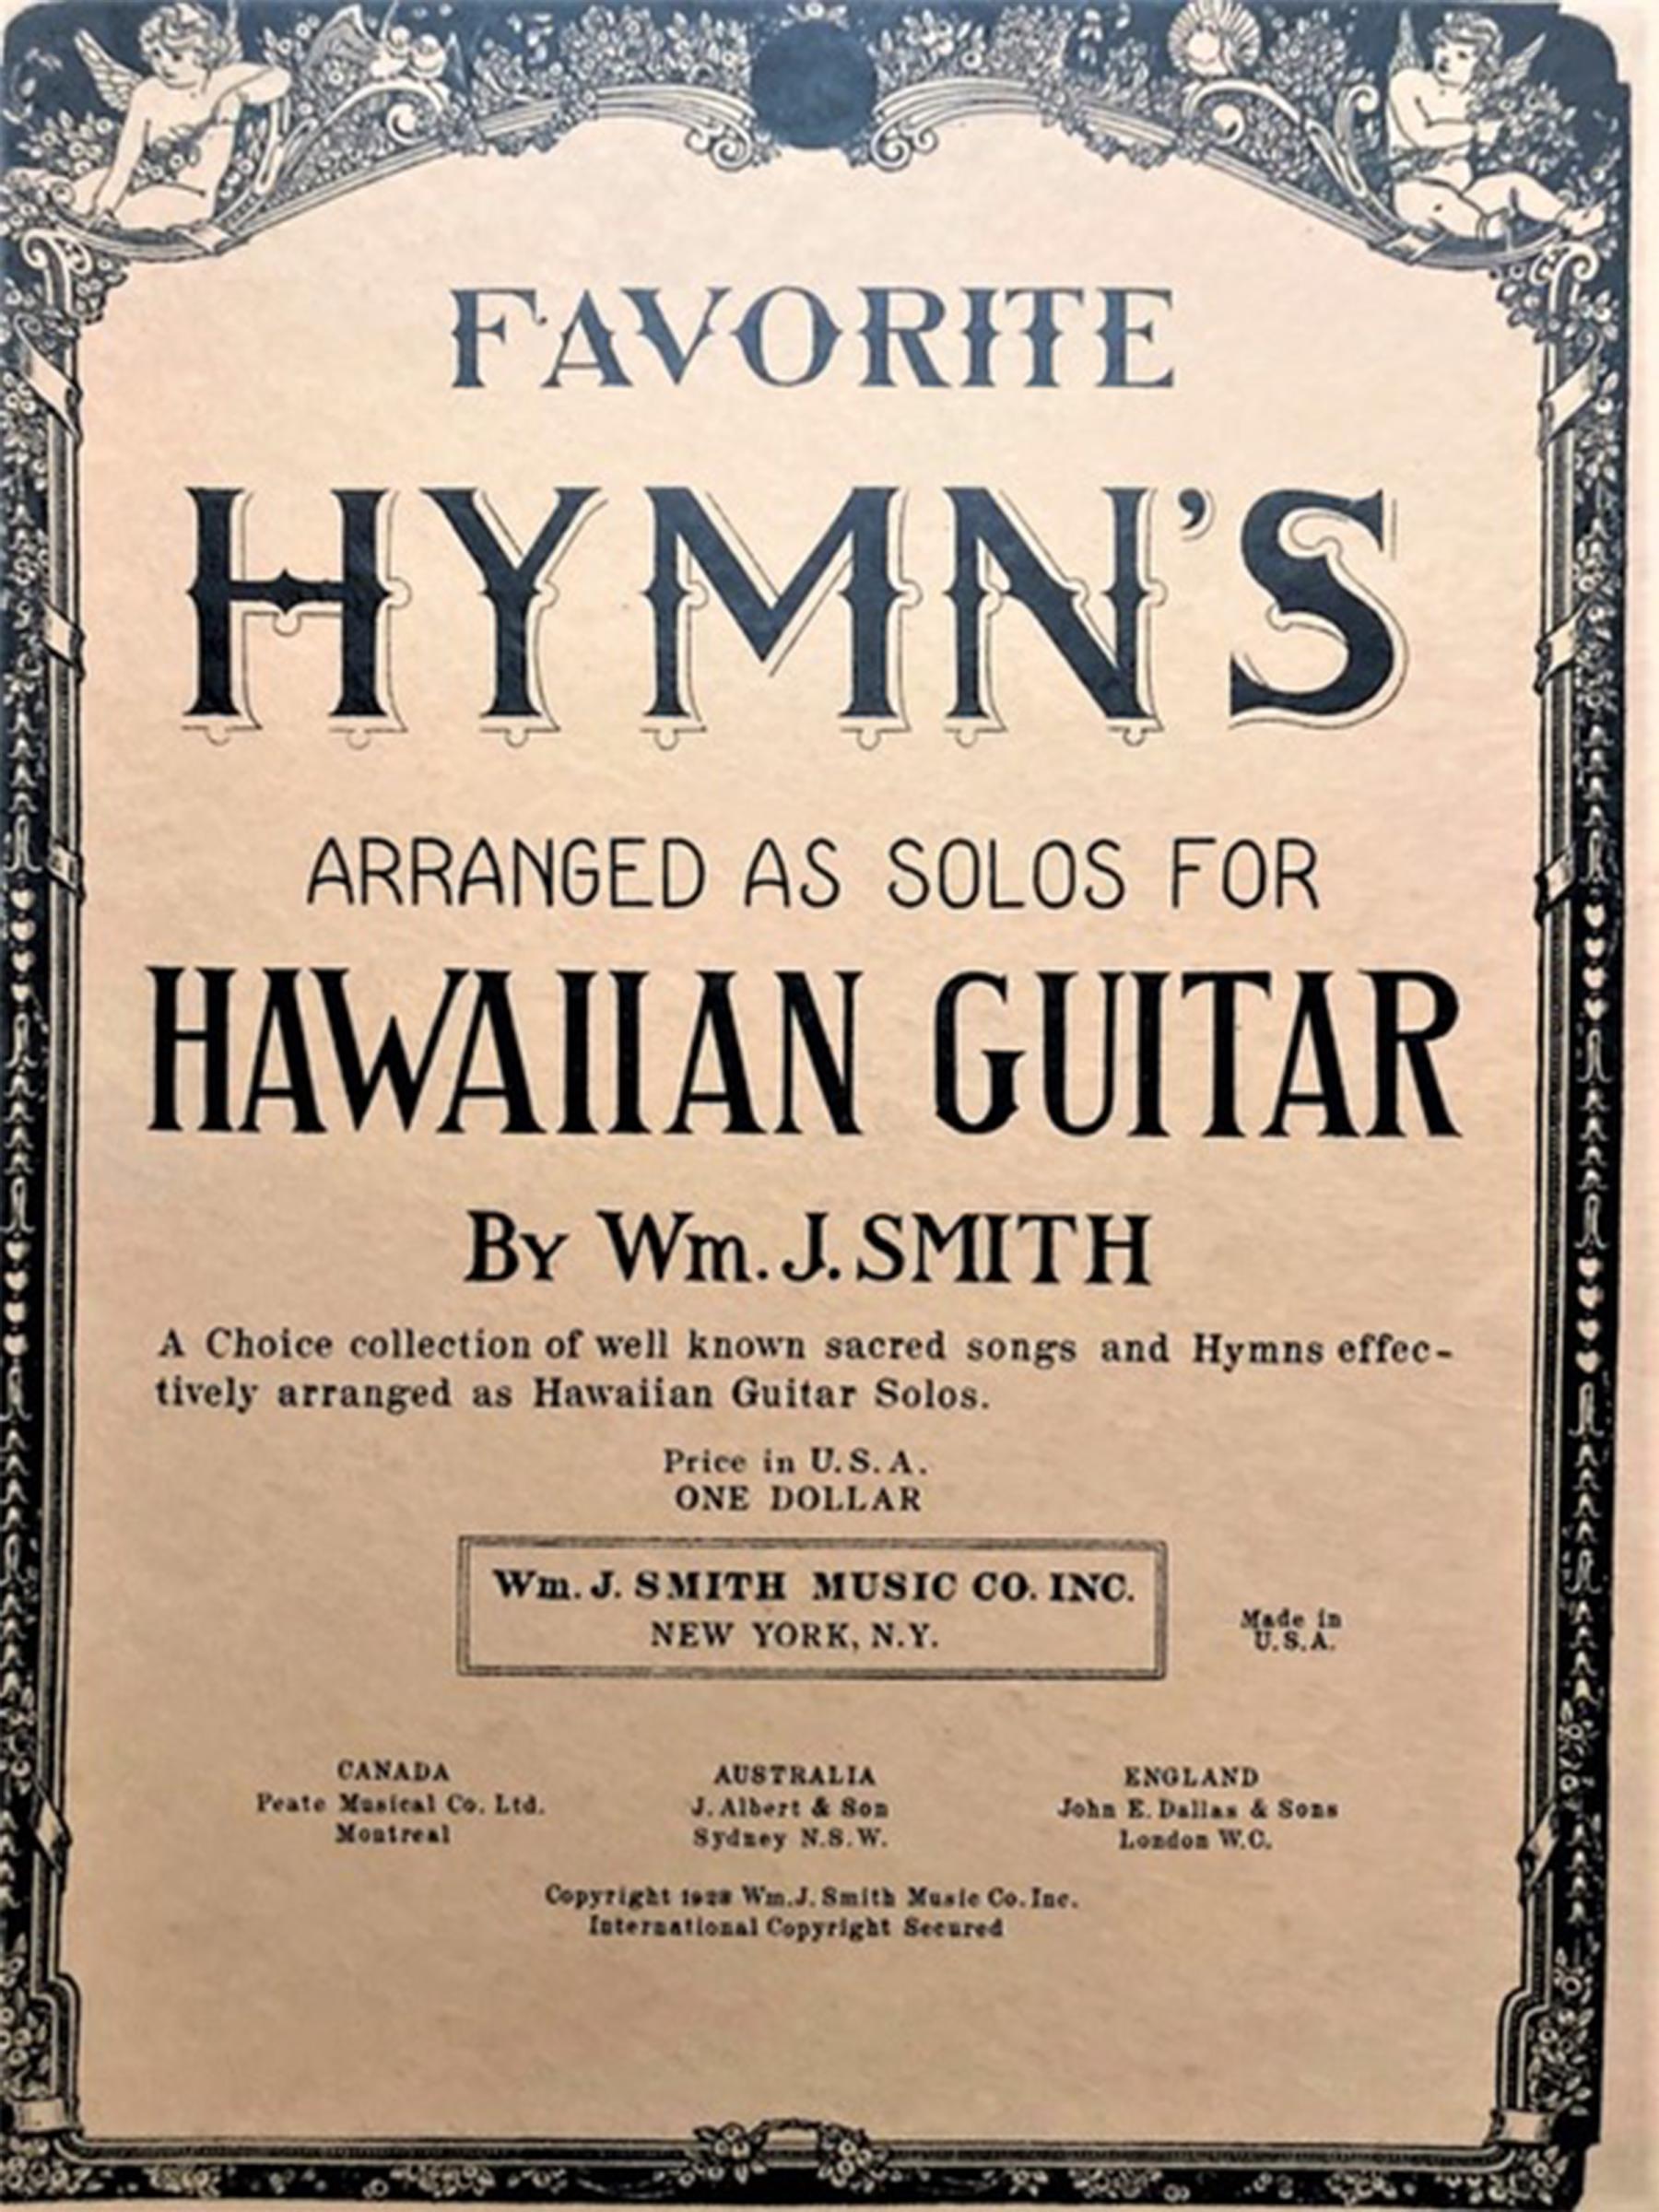 FAVORITE
HYMN'S
ARRANGED AS SOLOS FOR
HAWAIIAN GUITAR
BY Wm. J. SMITH
A Choice collection of well known sacred songs and Hymns effec-
tively arranged as Hawaiian Guitar Solos.
Price in U.S.A.
ONE DOLLAR
Wm. J. SMITH MUSIC CO. INC.
NEW YORK, N.Y.
Made in
U.S.A.
CANADA
Peate Musical Co. Ltd.
Montreal
AUSTRALIA
J. Albert & Son
Sydney N.S.W.
ENGLAND
John E. Dallas & Sons
London W.C.
Copyright 1928 Wm. J. Smith Music Co. Inc.
International Copyright Secured